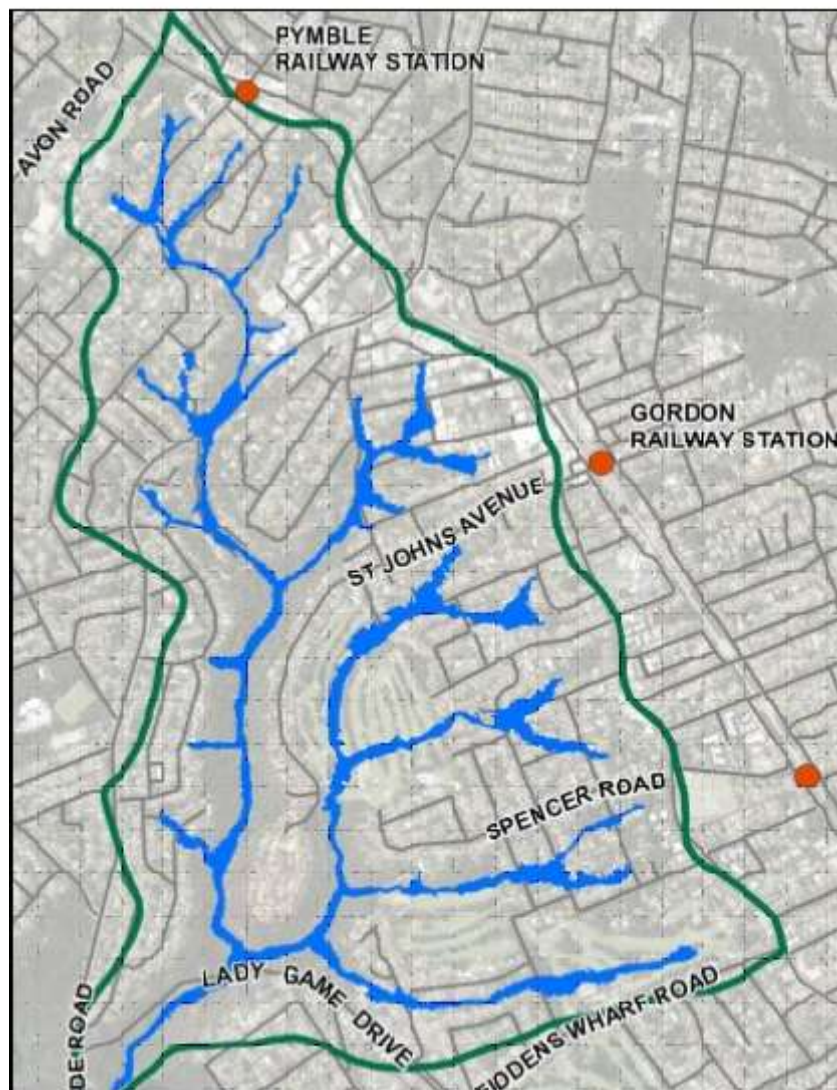 PYMBLE
RAILWAY STATION
AVON ROAD
GORDON
RAILWAY STATION
ST JOHNS AVENUE
SPENCER ROAD
LADY GAME DRIVE
FIDDENS WHARF ROAD
DE ROAD